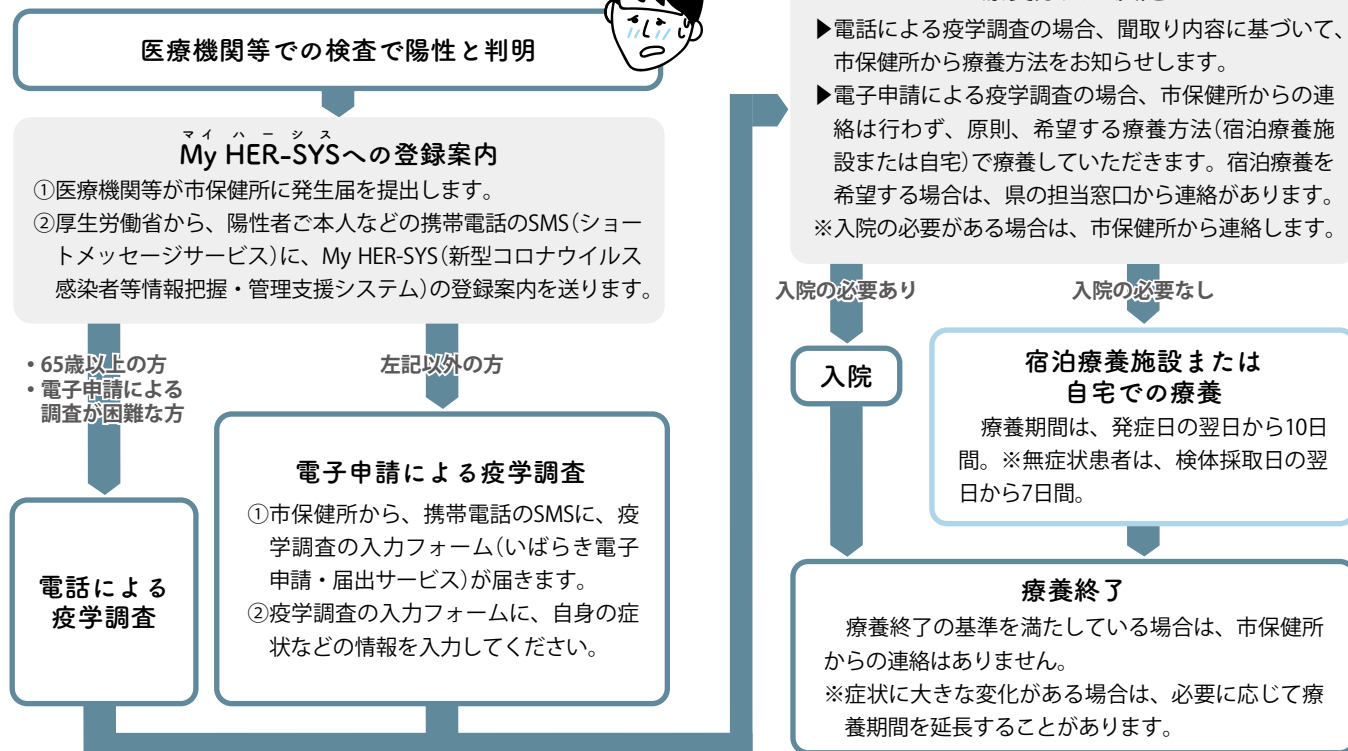 医療機関等での検査で陽性と判明
マイ ハーシス
My HER-SYSへの登録案内
①医療機関等が市保健所に発生届を提出します。
②厚生労働省から、陽性者ご本人などの携帯電話のSMS(ショー
トメッセージサービス)に、My HER-SYS(新型コロナウイルス
感染者等情報把握・管理支援システム)の登録案内を送ります。
・65歳以上の方
・電子申請による
調査が困難な方
左記以外の方
電話による
疫学調査
電子申請による疫学調査
①市保健所から、携帯電話のSMSに、疫
学調査の入力フォーム(いばらき電子
申請・届出サービス)が届きます。
②疫学調査の入力フォームに、自身の症
状などの情報を入力してください。
▶電話による疫学調査の場合、聞取り内容に基づいて、
市保健所から療養方法をお知らせします。
▶電子申請による疫学調査の場合、市保健所からの連
絡は行わず、原則、希望する療養方法(宿泊療養施
設または自宅)で療養していただきます。宿泊療養を
希望する場合は、県の担当窓口から連絡があります。
※入院の必要がある場合は、市保健所から連絡します。
入院の必要あり
入院の必要なし
入院
宿泊療養施設または
自宅での療養
療養期間は、発症日の翌日から10日
間。※無症状患者は、検体採取日の翌
日から7日間。
療養終了
療養終了の基準を満たしている場合は、市保健所
からの連絡はありません。
※症状に大きな変化がある場合は、必要に応じて療
養期間を延長することがあります。